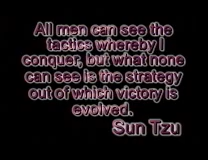 All men can see the
tactics whereby I
conquer, but what none
can see is the strategy
out of which victory is
evolved.
Sun Tzu